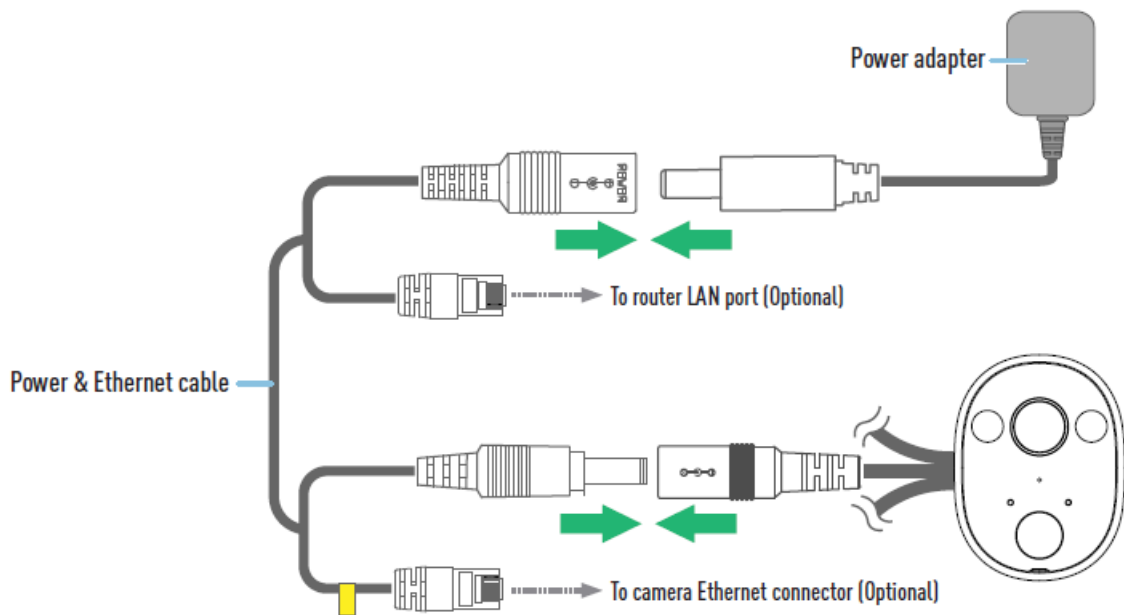 Power adapter
POWER
To router LAN port (Optional)
Power & Ethernet cable
To camera Ethernet connector (Optional)